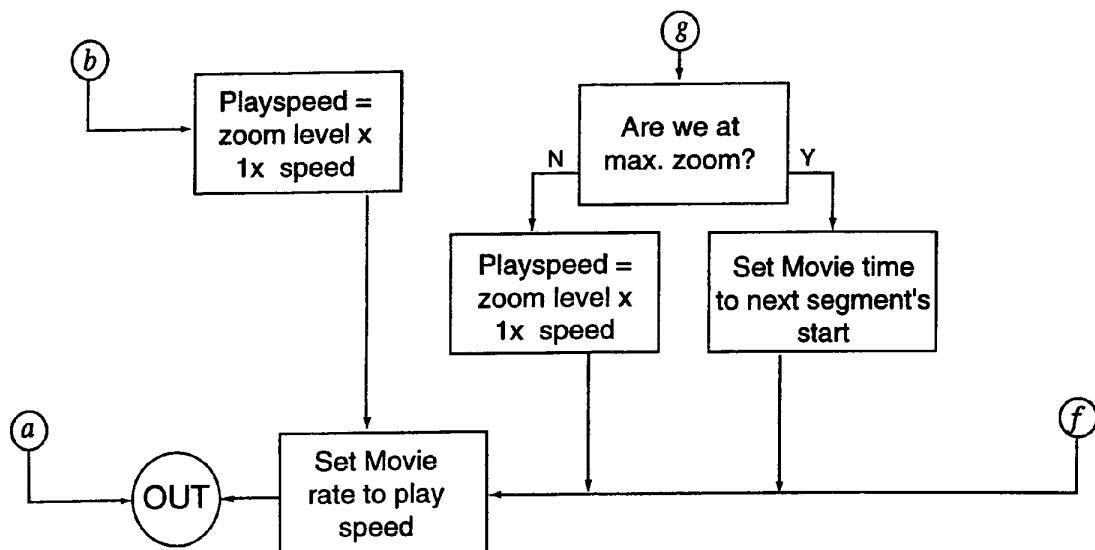 g
b
Playspeed =
zoom level x
1x speed
Are we at
max. zoom?
N
Y
Playspeed =
zoom level x
1x speed
Set Movie time
to next segment's
start
a
f
OUT
Set Movie
rate to play
speed